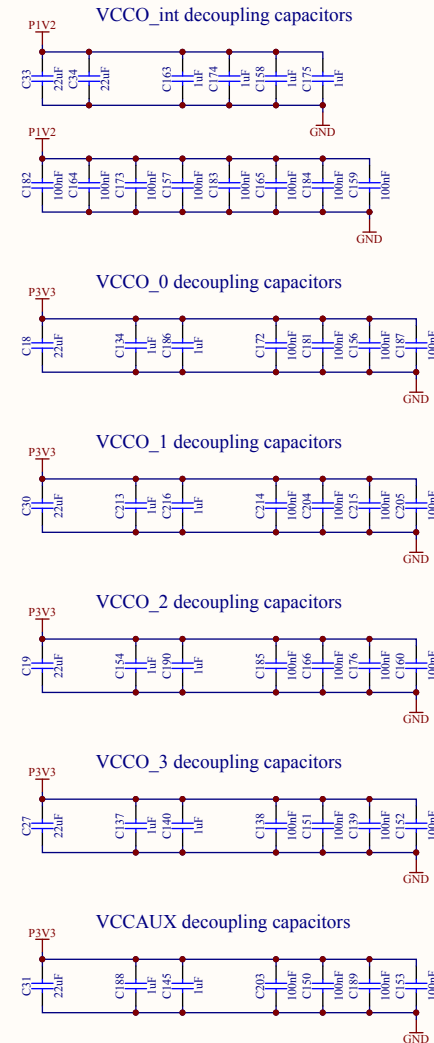 VCCO_int decoupling capacitors
P1V2
C33 22uF C34 22uF C163 1uF C174 1uF C158 1uF C175 1uF
GND
P1V2
C182 100nF C164 100nF C173 100nF C157 100nF C183 100nF C165 100nF C184 100nF C159 100nF
GND
VCCO_0 decoupling capacitors
P3V3
C18 22uF C134 1uF C186 1uF C172 100nF C181 100nF C156 100nF C187 100nF
GND
VCCO_1 decoupling capacitors
P3V3
C30 22uF C213 1uF C216 1uF C214 100nF C204 100nF C215 100nF C205 100nF
GND
VCCO_2 decoupling capacitors
P3V3
C19 22uF C154 1uF C190 1uF C185 100nF C166 100nF C176 100nF C160 100nF
GND
VCCO_3 decoupling capacitors
P3V3
C27 22uF C137 1uF C140 1uF C138 100nF C151 100nF C139 100nF C152 100nF
GND
VCCAUX decoupling capacitors
P3V3
C31 22uF C188 1uF C145 1uF C203 100nF C150 100nF C189 100nF C153 100nF
GND